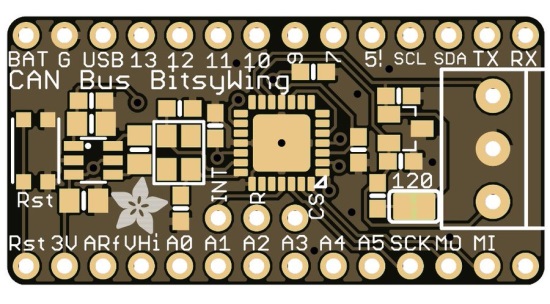 BAT G USB 13 12 11 10 9 7 5! SCL SDA TX RX
CAN Bus BitsyWing
120
Rst
INT
R
CS
Rst 3V ARf VHi A0 A1 A2 A3 A4 A5 SCK MO MI